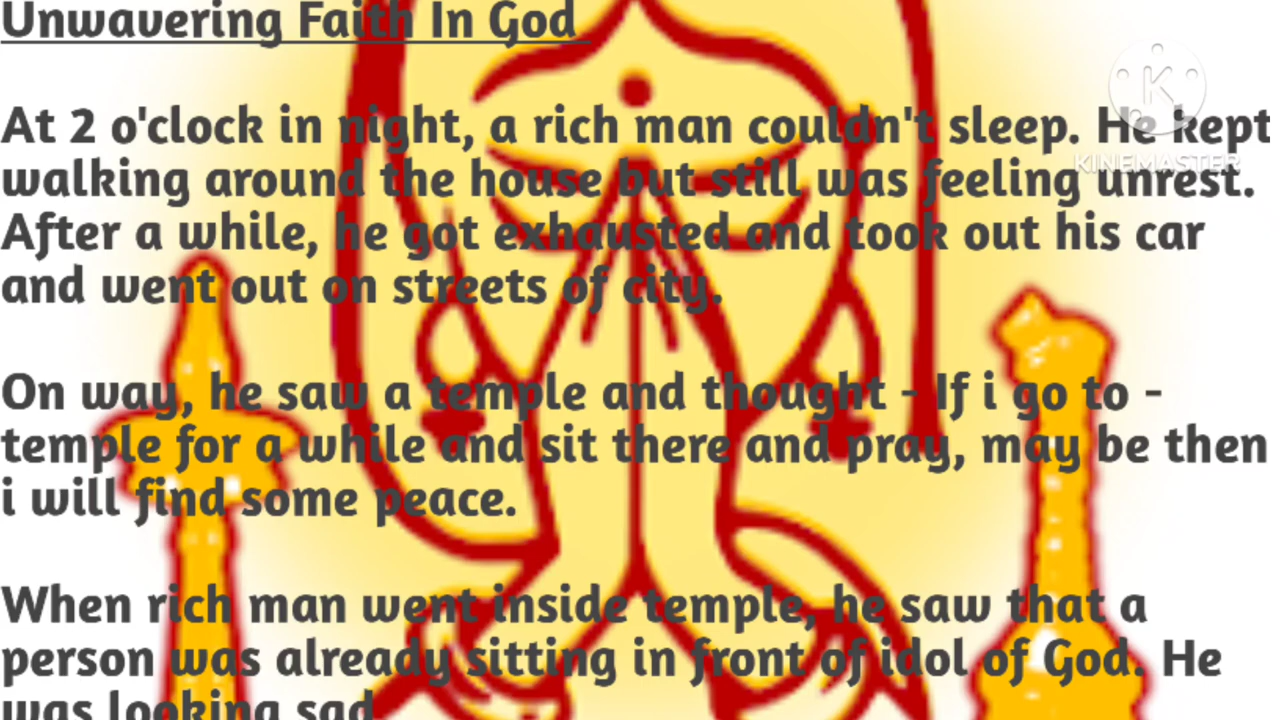 Unwavering Faith In God
At 2 o'clock in night, a rich man couldn't sleep. He kept
walking around the house but still was feeling unrest.
After a while, he got exhausted and took out his car
and went out on streets of city.
On way, he saw a temple and thought - If i go to -
temple for a while and sit there and pray, may be then
i will find some peace.
When rich man went inside temple, he saw that a
person was already sitting in front of idol of God. He
was looking sad
K
KINEMASTER